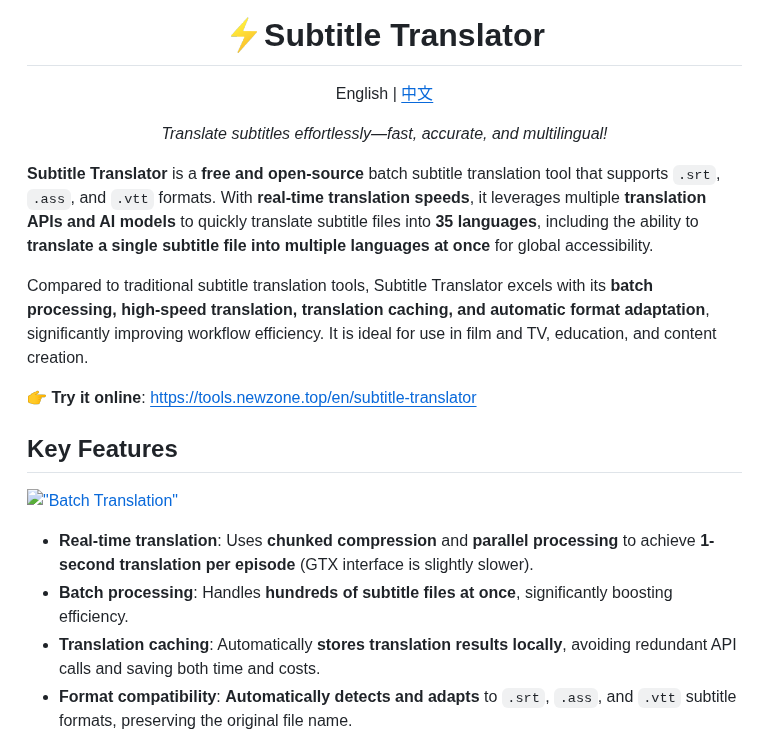 ⚡Subtitle Translator
English | 中文
Translate subtitles effortlessly—fast, accurate, and multilingual!
Subtitle Translator is a free and open-source batch subtitle translation tool that supports .srt,
.ass, and .vtt formats. With real-time translation speeds, it leverages multiple translation
APIs and AI models to quickly translate subtitle files into 35 languages, including the ability to
translate a single subtitle file into multiple languages at once for global accessibility.
Compared to traditional subtitle translation tools, Subtitle Translator excels with its batch
processing, high-speed translation, translation caching, and automatic format adaptation,
significantly improving workflow efficiency. It is ideal for use in film and TV, education, and content
creation.
👉 Try it online: https://tools.newzone.top/en/subtitle-translator
Key Features
"Batch Translation"
• Real-time translation: Uses chunked compression and parallel processing to achieve 1-
second translation per episode (GTX interface is slightly slower).
• Batch processing: Handles hundreds of subtitle files at once, significantly boosting
efficiency.
• Translation caching: Automatically stores translation results locally, avoiding redundant API
calls and saving both time and costs.
• Format compatibility: Automatically detects and adapts to .srt, .ass, and .vtt subtitle
formats, preserving the original file name.